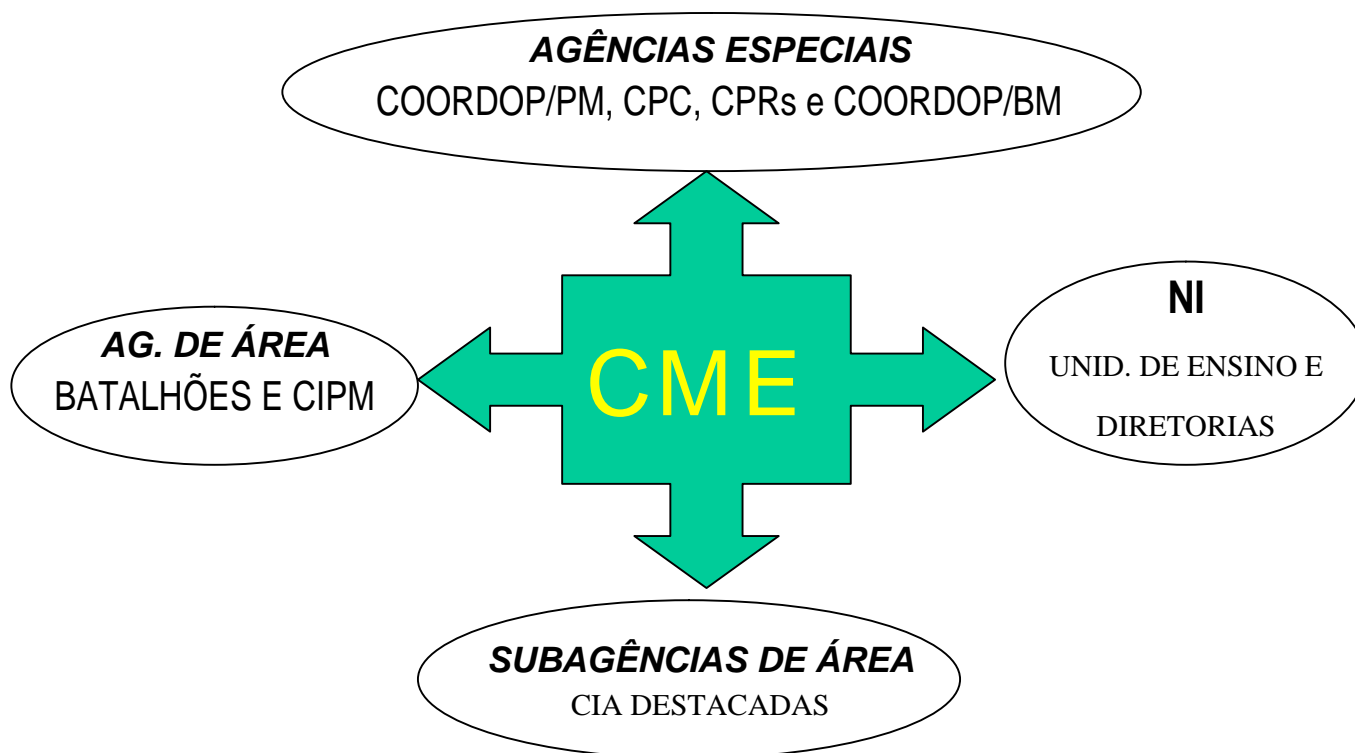 AGÊNCIAS ESPECIAIS
COORDOP/PM, CPC, CPRs e COORDOP/BM
AG. DE ÁREA
BATALHÕES E CIPM
CME
NI
UNID. DE ENSINO E
DIRETORIAS
SUBAGÊNCIAS DE ÁREA
CIA DESTACADAS